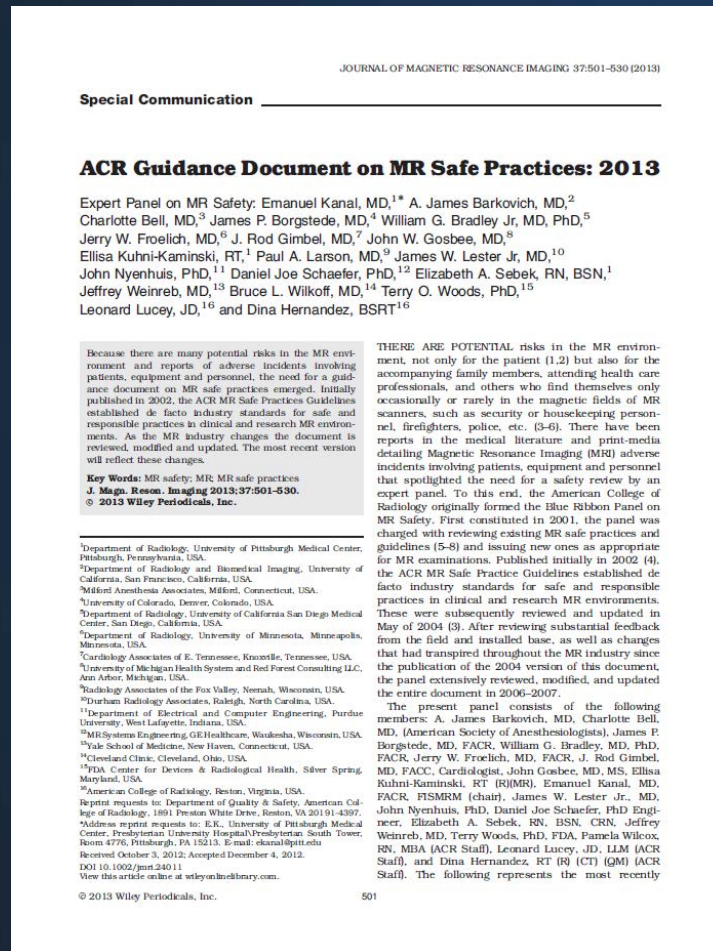 JOURNAL OF MAGNETIC RESONANCE IMAGING 37:501–530 (2013)
Special Communication
ACR Guidance Document on MR Safe Practices: 2013
Expert Panel on MR Safety: Emanuel Kanal, MD,1* A. James Barkovich, MD,2
Charlotte Bell, MD,3 James P. Borgstede, MD,4 William G. Bradley Jr, MD, PhD,5
Jerry W. Froelich, MD,6 J. Rod Gimbel, MD,7 John W. Gosbee, MD,8
Ellisa Kuhni-Kaminski, RT,1 Paul A. Larson, MD,9 James W. Lester Jr, MD,10
John Nyenhuis, PhD,11 Daniel Joe Schaefer, PhD,12 Elizabeth A. Sebek, RN, BSN,1
Jeffrey Weinreb, MD,13 Bruce L. Wilkoff, MD,14 Terry O. Woods, PhD,15
Leonard Lucey, JD,16 and Dina Hernandez, BSRT16
Because there are many potential risks in the MR envi-
ronment and reports of adverse incidents involving
patients, equipment and personnel, the need for a guid-
ance document on MR safe practices emerged. Initially
published in 2002, the ACR MR Safe Practices Guidelines
established de facto industry standards for safe and
responsible practices in clinical and research MR environ-
ments. As the MR industry changes the document is
reviewed, modified and updated. The most recent version
will reflect these changes.
Key Words: MR safety; MR; MR safe practices
J. Magn. Reson. Imaging 2013;37:501–530.
© 2013 Wiley Periodicals, Inc.
1Department of Radiology, University of Pittsburgh Medical Center,
Pittsburgh, Pennsylvania, USA.
2Department of Radiology and Biomedical Imaging, University of
California, San Francisco, California, USA.
3Milford Anesthesia Associates, Milford, Connecticut, USA.
4University of Colorado, Denver, Colorado, USA.
5Department of Radiology, University of California San Diego Medical
Center, San Diego, California, USA.
6Department of Radiology, University of Minnesota, Minneapolis,
Minnesota, USA.
7Cardiology Associates of E. Tennessee, Knoxville, Tennessee, USA.
8University of Michigan Health System and Red Forest Consulting LLC,
Ann Arbor, Michigan, USA.
9Radiology Associates of the Fox Valley, Neenah, Wisconsin, USA.
10Durham Radiology Associates, Raleigh, North Carolina, USA.
11Department of Electrical and Computer Engineering, Purdue
University, West Lafayette, Indiana, USA.
12MR Systems Engineering, GE Healthcare, Waukesha, Wisconsin, USA.
13Yale School of Medicine, New Haven, Connecticut, USA.
14Cleveland Clinic, Cleveland, Ohio, USA.
15FDA Center for Devices & Radiological Health, Silver Spring,
Maryland, USA.
16American College of Radiology, Reston, Virginia, USA.
Reprint requests to: Department of Quality & Safety, American Col-
lege of Radiology, 1891 Preston White Drive, Reston, VA 20191-4397.
*Address reprint requests to: E.K., University of Pittsburgh Medical
Center, Presbyterian University Hospital\Presbyterian South Tower,
Room 4776, Pittsburgh, PA 15213. E-mail: ekanal@pitt.edu
Received October 3, 2012; Accepted December 4, 2012.
DOI 10.1002/jmri.24011
View this article online at wileyonlinelibrary.com.
THERE ARE POTENTIAL risks in the MR environ-
ment, not only for the patient (1,2) but also for the
accompanying family members, attending health care
professionals, and others who find themselves only
occasionally or rarely in the magnetic fields of MR
scanners, such as security or housekeeping person-
nel, firefighters, police, etc. (3–6). There have been
reports in the medical literature and print-media
detailing Magnetic Resonance Imaging (MRI) adverse
incidents involving patients, equipment and personnel
that spotlighted the need for a safety review by an
expert panel. To this end, the American College of
Radiology originally formed the Blue Ribbon Panel on
MR Safety. First constituted in 2001, the panel was
charged with reviewing existing MR safe practices and
guidelines (5–8) and issuing new ones as appropriate
for MR examinations. Published initially in 2002 (4),
the ACR MR Safe Practice Guidelines established de
facto industry standards for safe and responsible
practices in clinical and research MR environments.
These were subsequently reviewed and updated in
May of 2004 (3). After reviewing substantial feedback
from the field and installed base, as well as changes
that had transpired throughout the MR industry since
the publication of the 2004 version of this document,
the panel extensively reviewed, modified, and updated
the entire document in 2006–2007.
The present panel consists of the following
members: A. James Barkovich, MD, Charlotte Bell,
MD, (American Society of Anesthesiologists), James P.
Borgstede, MD, FACR, William G. Bradley, MD, PhD,
FACR, Jerry W. Froelich, MD, FACR, J. Rod Gimbel,
MD, FACC, Cardiologist, John Gosbee, MD, MS, Ellisa
Kuhni-Kaminski, RT (R)(MR), Emanuel Kanal, MD,
FACR, FISMRM (chair), James W. Lester Jr., MD,
John Nyenhuis, PhD, Daniel Joe Schaefer, PhD Engi-
neer, Elizabeth A. Sebek, RN, BSN, CRN, Jeffrey
Weinreb, MD, Terry Woods, PhD, FDA, Pamela Wilcox,
RN, MBA (ACR Staff), Leonard Lucey, JD, LLM (ACR
Staff), and Dina Hernandez, RT (R) (CT) (QM) (ACR
Staff). The following represents the most recently
© 2013 Wiley Periodicals, Inc.
501